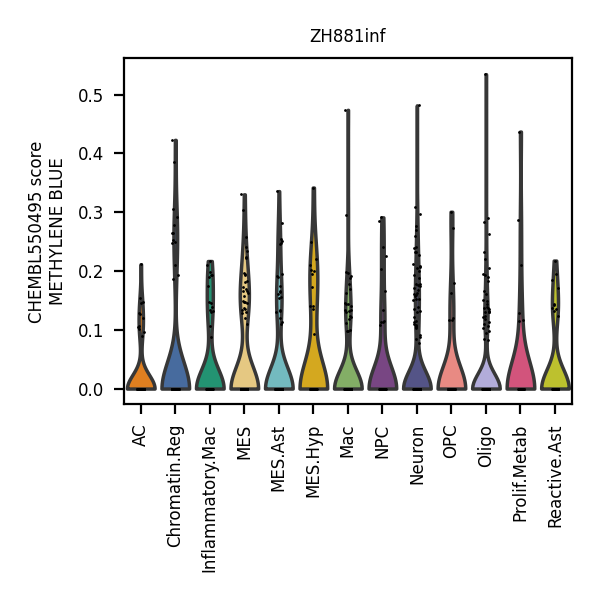 ZH881inf
CHEMBL550495 score
METHYLENE BLUE
0.5
0.4
0.3
0.2
0.1
0.0
AC
Chromatin.Reg
Inflammatory.Mac
MES
MES.Ast
MES.Hyp
Mac
NPC
Neuron
OPC
Oligo
Prolif.Metab
Reactive.Ast